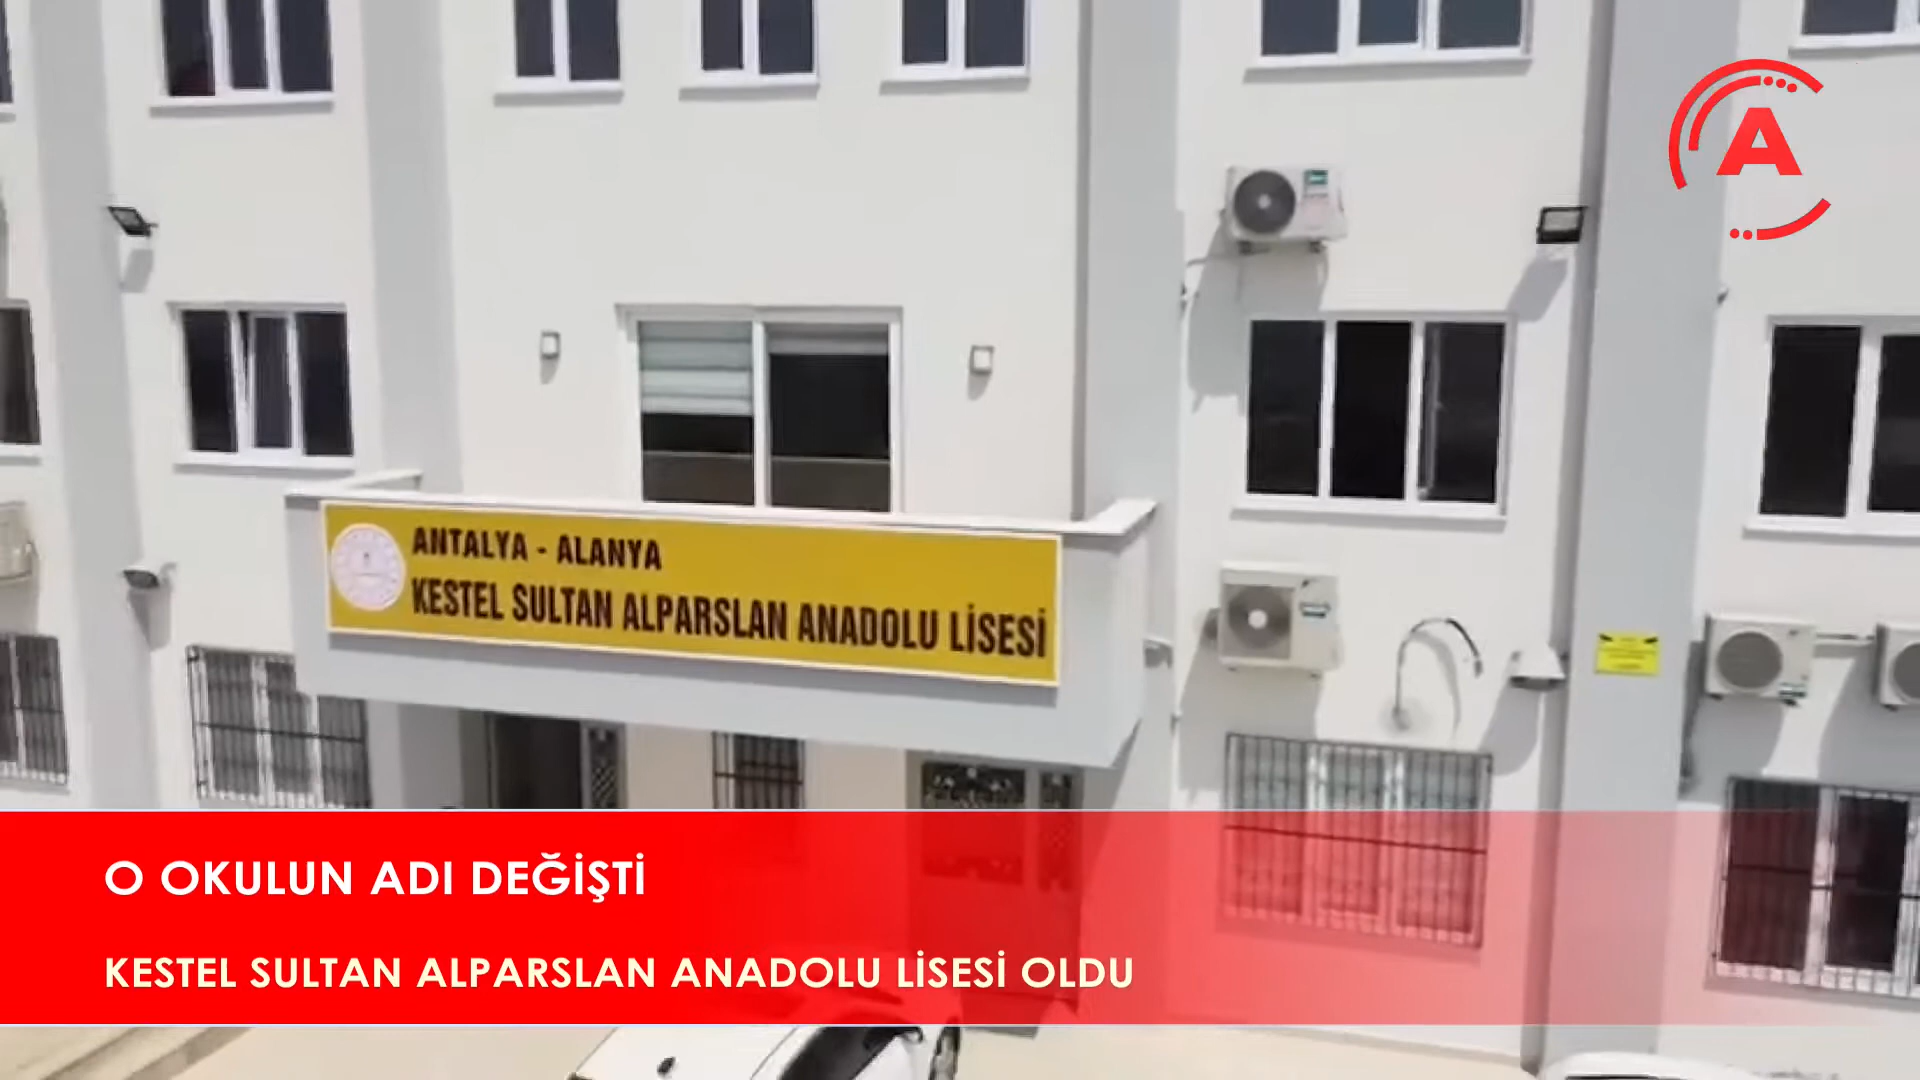 A
ANTALYA - ALANYA
KESTEL SULTAN ALPARSLAN ANADOLU LİSESİ
O OKULUN ADI DEĞİŞTİ
KESTEL SULTAN ALPARSLAN ANADOLU LİSESİ OLDU